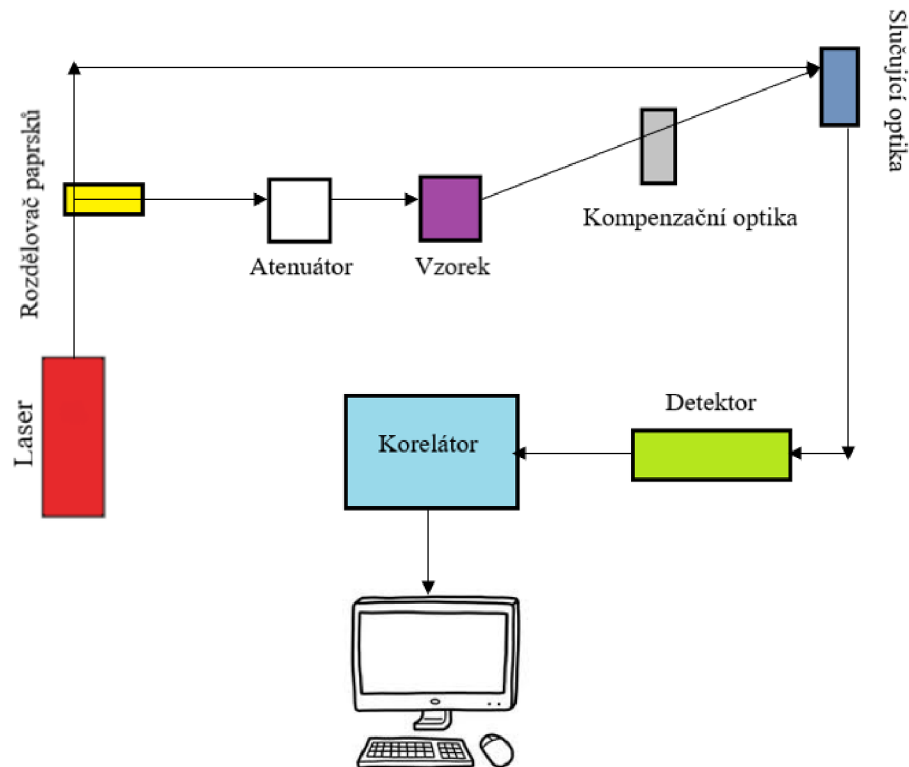 Slučující optika
Rozdělovač paprsků
Kompenzační optika
Atenuátor
Vzorek
Laser
Detektor
Korelátor